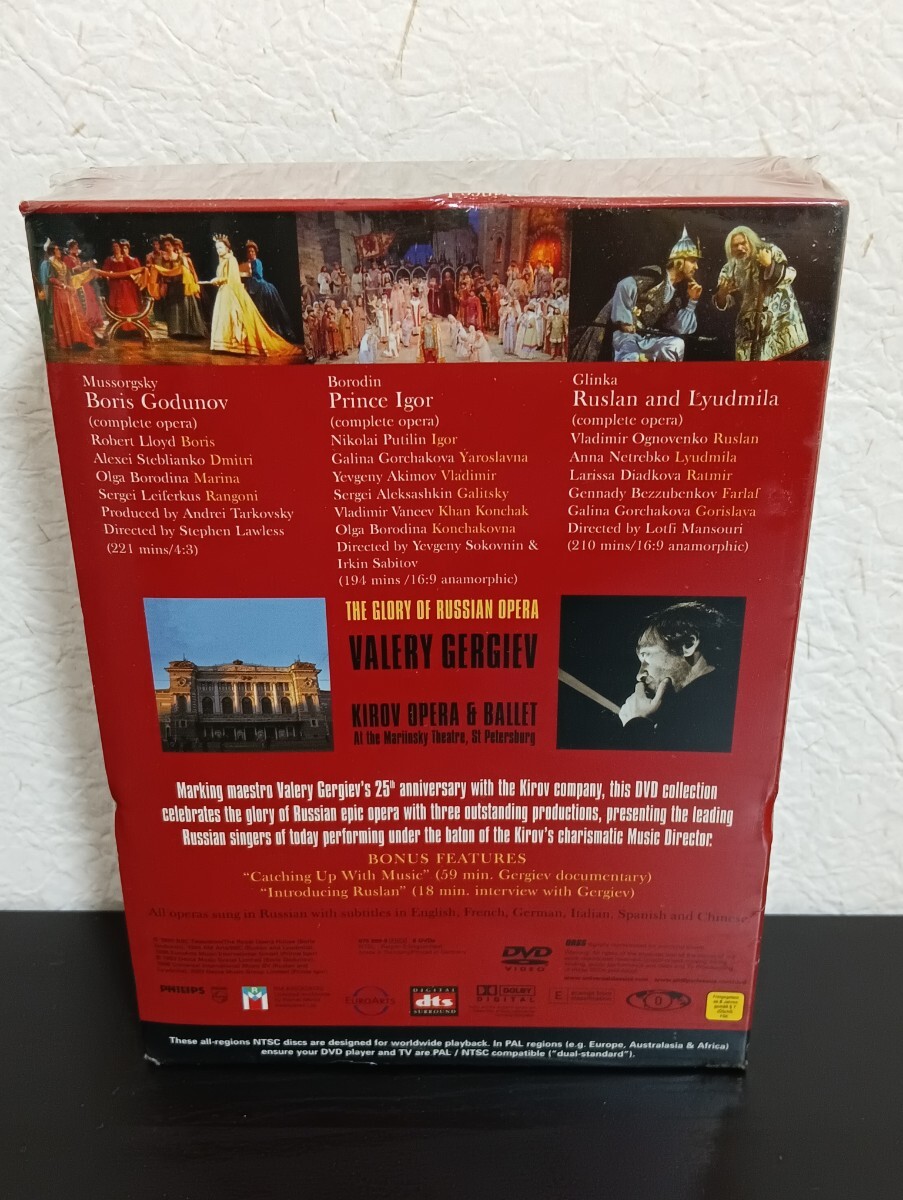 Mussorgsky
Boris Godunov
(complete opera)
Robert Lloyd Boris
Alexei Steblianko Dmitri
Olga Borodina Marina
Sergei Leiferkus Rangoni
Produced by Andrei Tarkovsky
Directed by Stephen Lawless
(221 mins/4:3)
Borodin
Prince Igor
(complete opera)
Nikolai Putilin Igor
Galina Gorchakova Yaroslavna
Yevgeny Akimov Vladimir
Sergei Aleksashkin Galitsky
Vladimir Vaneev Khan Konchak
Olga Borodina Konchakovna
Directed by Yevgeny Sokovnin &
Irkin Sabitov
(194 mins /16:9 anamorphic)
Glinka
Ruslan and Lyudmila
(complete opera)
Vladimir Ognovenko Ruslan
Anna Netrebko Lyudmila
Larissa Diadkova Ratmir
Gennady Bezzubenkov Farlaf
Galina Gorchakova Gorislava
Directed by Lotfi Mansouri
(210 mins/16:9 anamorphic)
THE GLORY OF RUSSIAN OPERA
VALERY GERGIEV
KIROV OPERA & BALLET
At the Mariinsky Theatre, St Petersburg
Marking maestro Valery Gergiev's 25th anniversary with the Kirov company, this DVD collection
celebrates the glory of Russian epic opera with three outstanding productions, presenting the leading
Russian singers of today performing under the baton of the Kirov's charismatic Music Director.
BONUS FEATURES
"Catching Up With Music" (59 min. Gergiev documentary)
"Introducing Ruslan" (18 min. interview with Gergiev)
All operas sung in Russian with subtitles in English, French, German, Italian, Spanish and Chinese
DVD
VIDEO
PHILIPS
EUROARTS
DIGITAL
dts
SURROUND
DOLBY
DIGITAL
E
0
These all-regions NTSC discs are designed for worldwide playback. In PAL regions (e.g. Europe, Australasia & Africa)
ensure your DVD player and TV are PAL / NTSC compatible ("dual-standard").